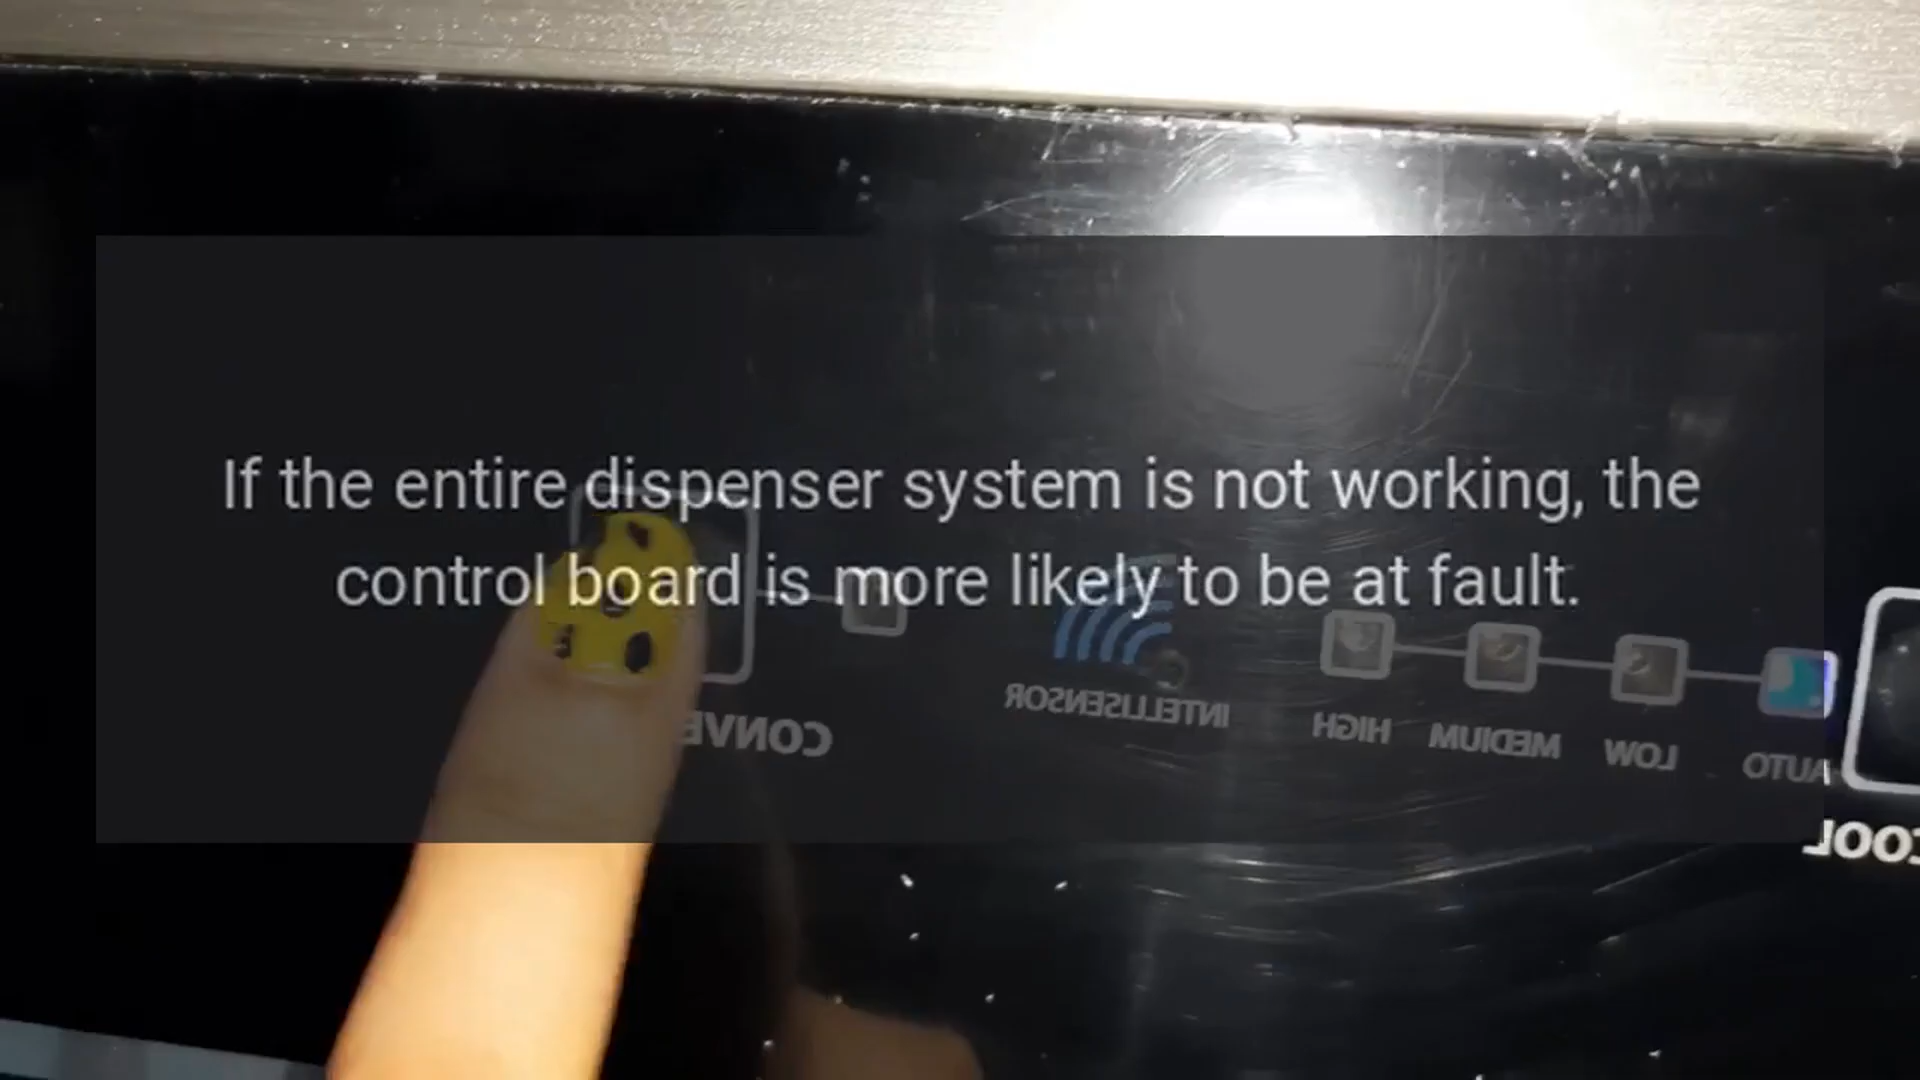 If the entire dispenser system is not working, the
control board is more likely to be at fault.
INTELLISENSOR
CONVE
HIGH
MEDIUM
LOW
AUTO
COOL